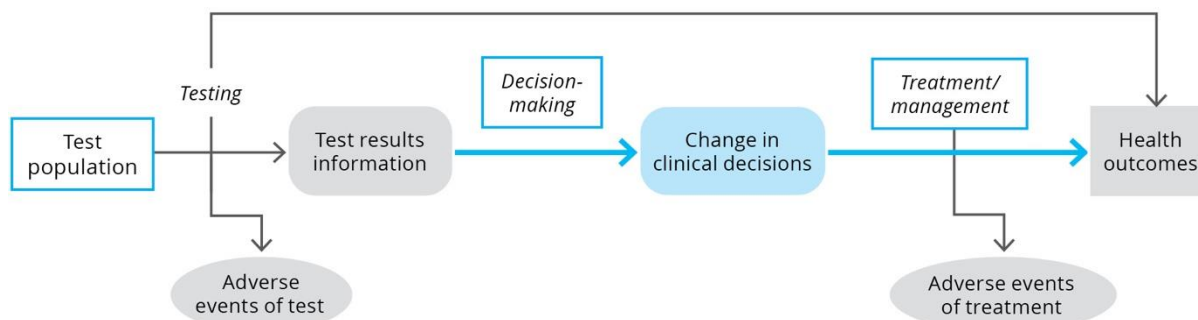 Testing
Decision-
making
Treatment/
management
Test
population
Test results
information
Change in
clinical decisions
Health
outcomes
Adverse
events of test
Adverse events
of treatment